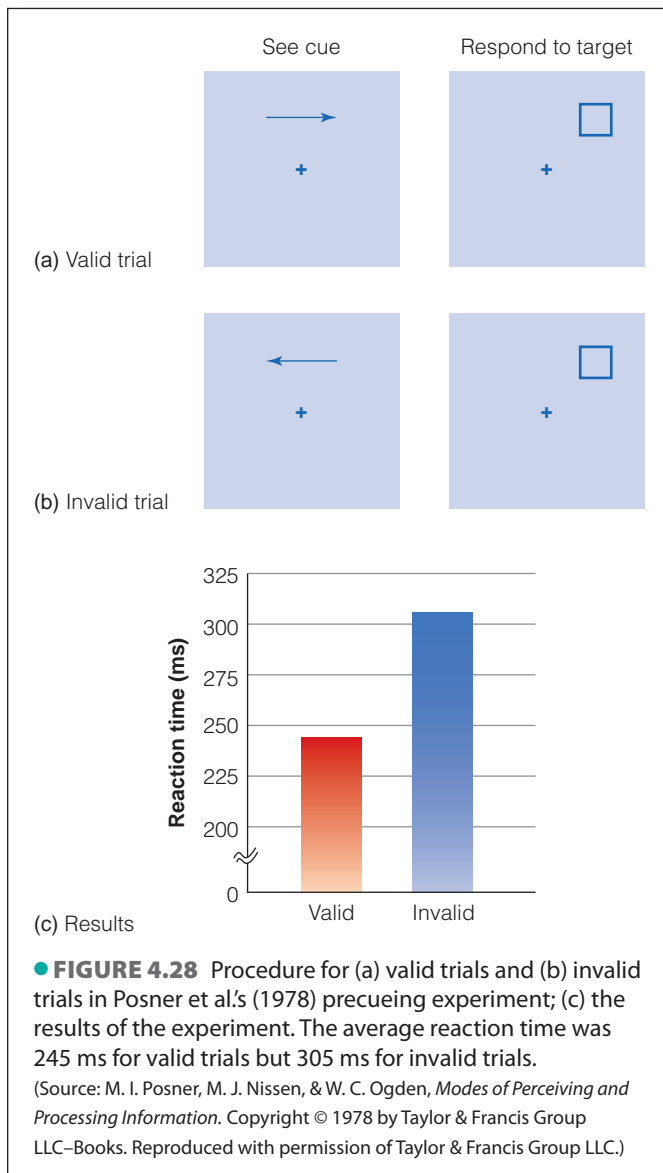 See cue
Respond to target
+
+
(a) Valid trial
+
+
(b) Invalid trial
Reaction time (ms)
325
300
275
250
225
200
0
Valid
Invalid
(c) Results
● FIGURE 4.28 Procedure for (a) valid trials and (b) invalid
trials in Posner et al.’s (1978) precueing experiment; (c) the
results of the experiment. The average reaction time was
245 ms for valid trials but 305 ms for invalid trials.
(Source: M. I. Posner, M. J. Nissen, & W. C. Ogden, Modes of Perceiving and
Processing Information. Copyright © 1978 by Taylor & Francis Group
LLC–Books. Reproduced with permission of Taylor & Francis Group LLC.)